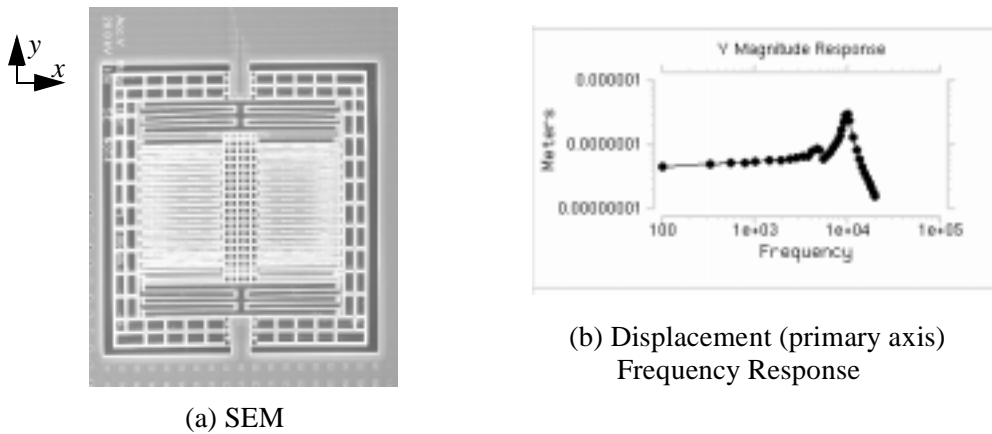 y
x
(a) SEM
Y Magnitude Response
0.000001
0.0000001
0.00000001
Meters
100
1e+03
1e+04
1e+05
Frequency
(b) Displacement (primary axis)
Frequency Response